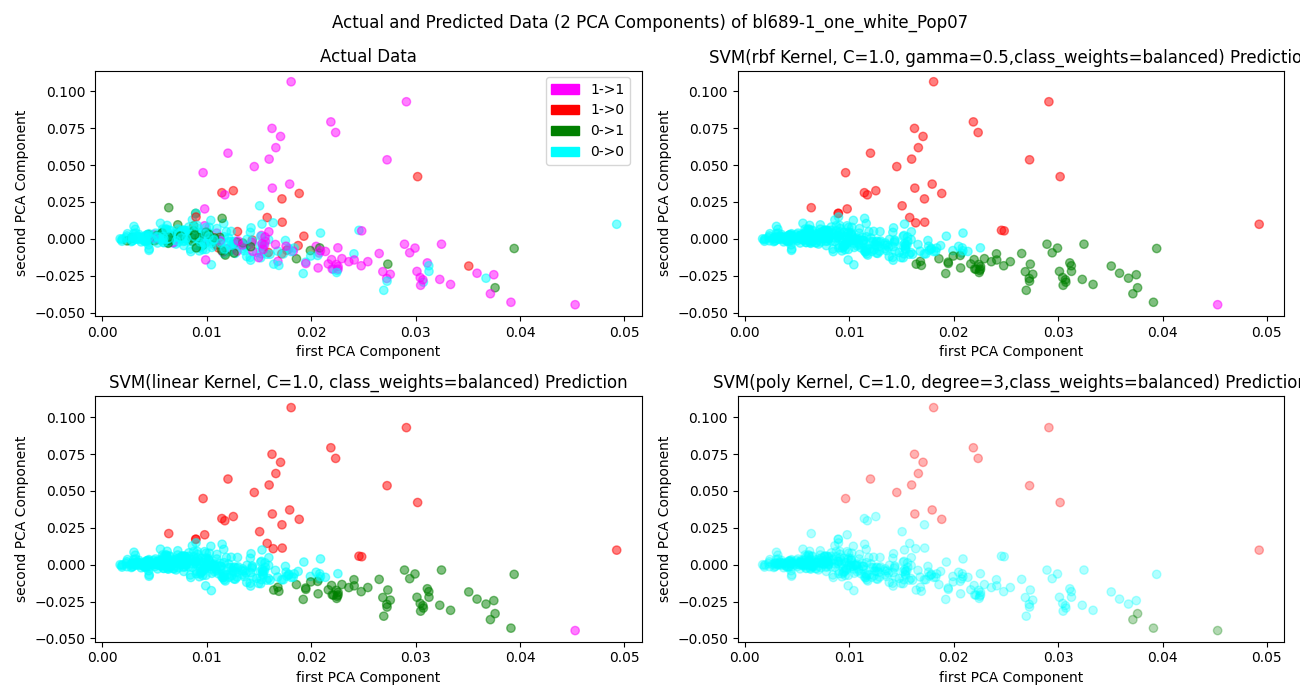 Actual and Predicted Data (2 PCA Components) of bl689-1_one_white_Pop07
Actual Data
0.100
0.075
0.050
0.025
0.000
−0.025
−0.050
second PCA Component
0.00 0.01 0.02 0.03 0.04 0.05
first PCA Component
1->1
1->0
0->1
0->0
SVM(rbf Kernel, C=1.0, gamma=0.5,class_weights=balanced) Predictio
0.100
0.075
0.050
0.025
0.000
−0.025
−0.050
second PCA Component
0.00 0.01 0.02 0.03 0.04 0.05
first PCA Component
SVM(linear Kernel, C=1.0, class_weights=balanced) Prediction
0.100
0.075
0.050
0.025
0.000
−0.025
−0.050
second PCA Component
0.00 0.01 0.02 0.03 0.04 0.05
first PCA Component
SVM(poly Kernel, C=1.0, degree=3,class_weights=balanced) Prediction
0.100
0.075
0.050
0.025
0.000
−0.025
−0.050
second PCA Component
0.00 0.01 0.02 0.03 0.04 0.05
first PCA Component